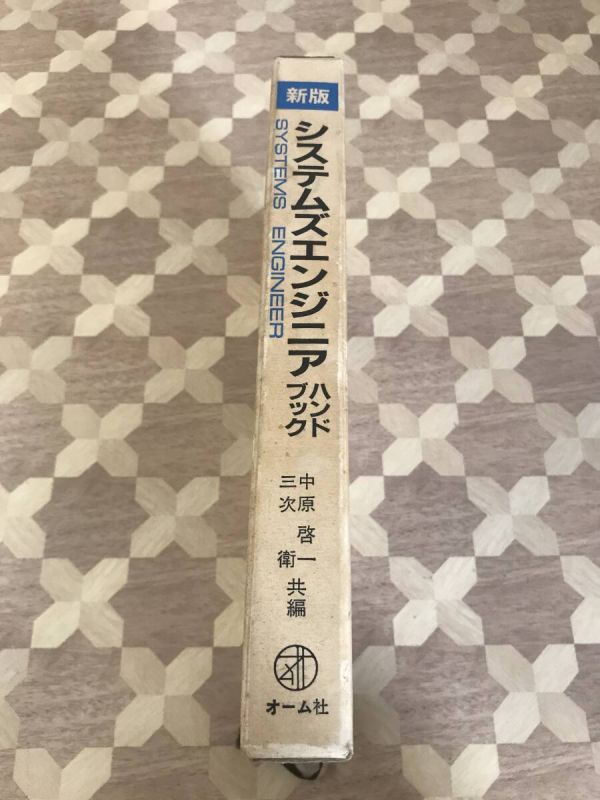 新版
システムズエンジニア
ハンド
ブック
SYSTEMS ENGINEER
中原 啓一
三次 衛
共編
オーム社